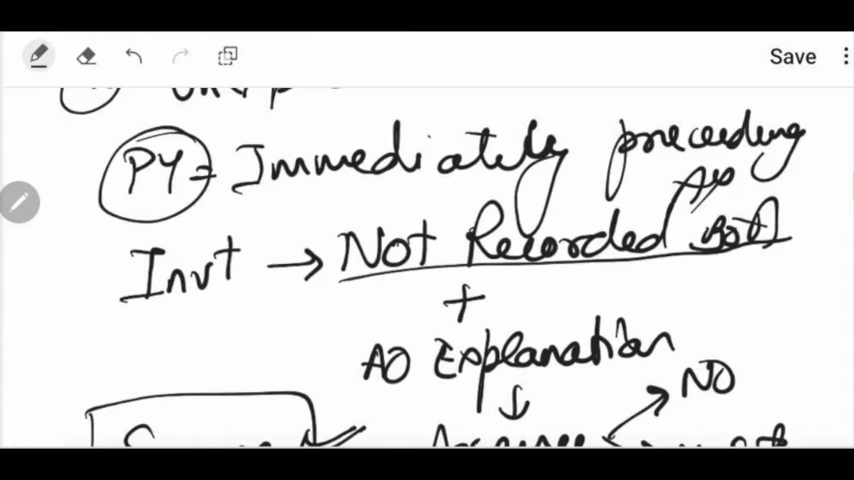 Save
PY = Immediately preceding
AY
Invt → Not Recorded BOA
+
AO Explanation
↓
NO